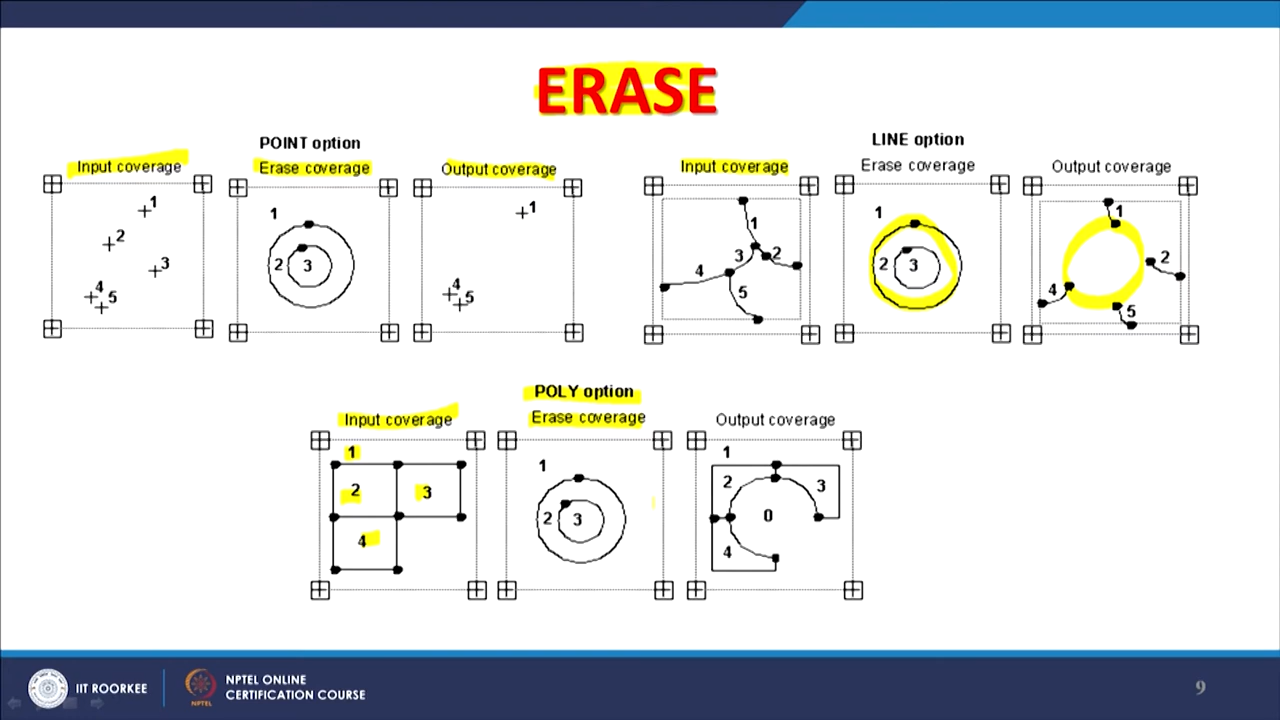 ERASE
POINT option
Input coverage
Erase coverage
Output coverage
1
2
3
4
5
1
2
3
1
4
5
LINE option
Input coverage
Erase coverage
Output coverage
1
3
2
4
5
1
2
3
1
2
4
5
POLY option
Input coverage
Erase coverage
Output coverage
1
2
3
4
1
2
3
1
2
3
0
4
IIT ROORKEE
NPTEL
NPTEL ONLINE
CERTIFICATION COURSE
9